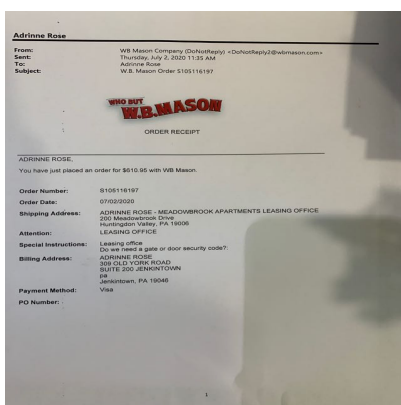 Adrinne Rose
From: WB Mason Company (DoNotReply) <DoNotReply2@wbmason.com>
Sent: Thursday, July 2, 2020 11:35 AM
To: Adrinne Rose
Subject: W.B. Mason Order S105116197
WHO BUT
W.B.MASON
ORDER RECEIPT
ADRINNE ROSE,
You have just placed an order for $610.95 with WB Mason.
Order Number: S105116197
Order Date: 07/02/2020
Shipping Address: ADRINNE ROSE - MEADOWBROOK APARTMENTS LEASING OFFICE
200 Meadowbrook Drive
Huntingdon Valley, PA 19006
Attention: LEASING OFFICE
Special Instructions: Leasing office
Do we need a gate or door security code?:
Billing Address: ADRINNE ROSE
309 OLD YORK ROAD
SUITE 200 JENKINTOWN
pa
Jenkintown, PA 19046
Payment Method: Visa
PO Number:
1